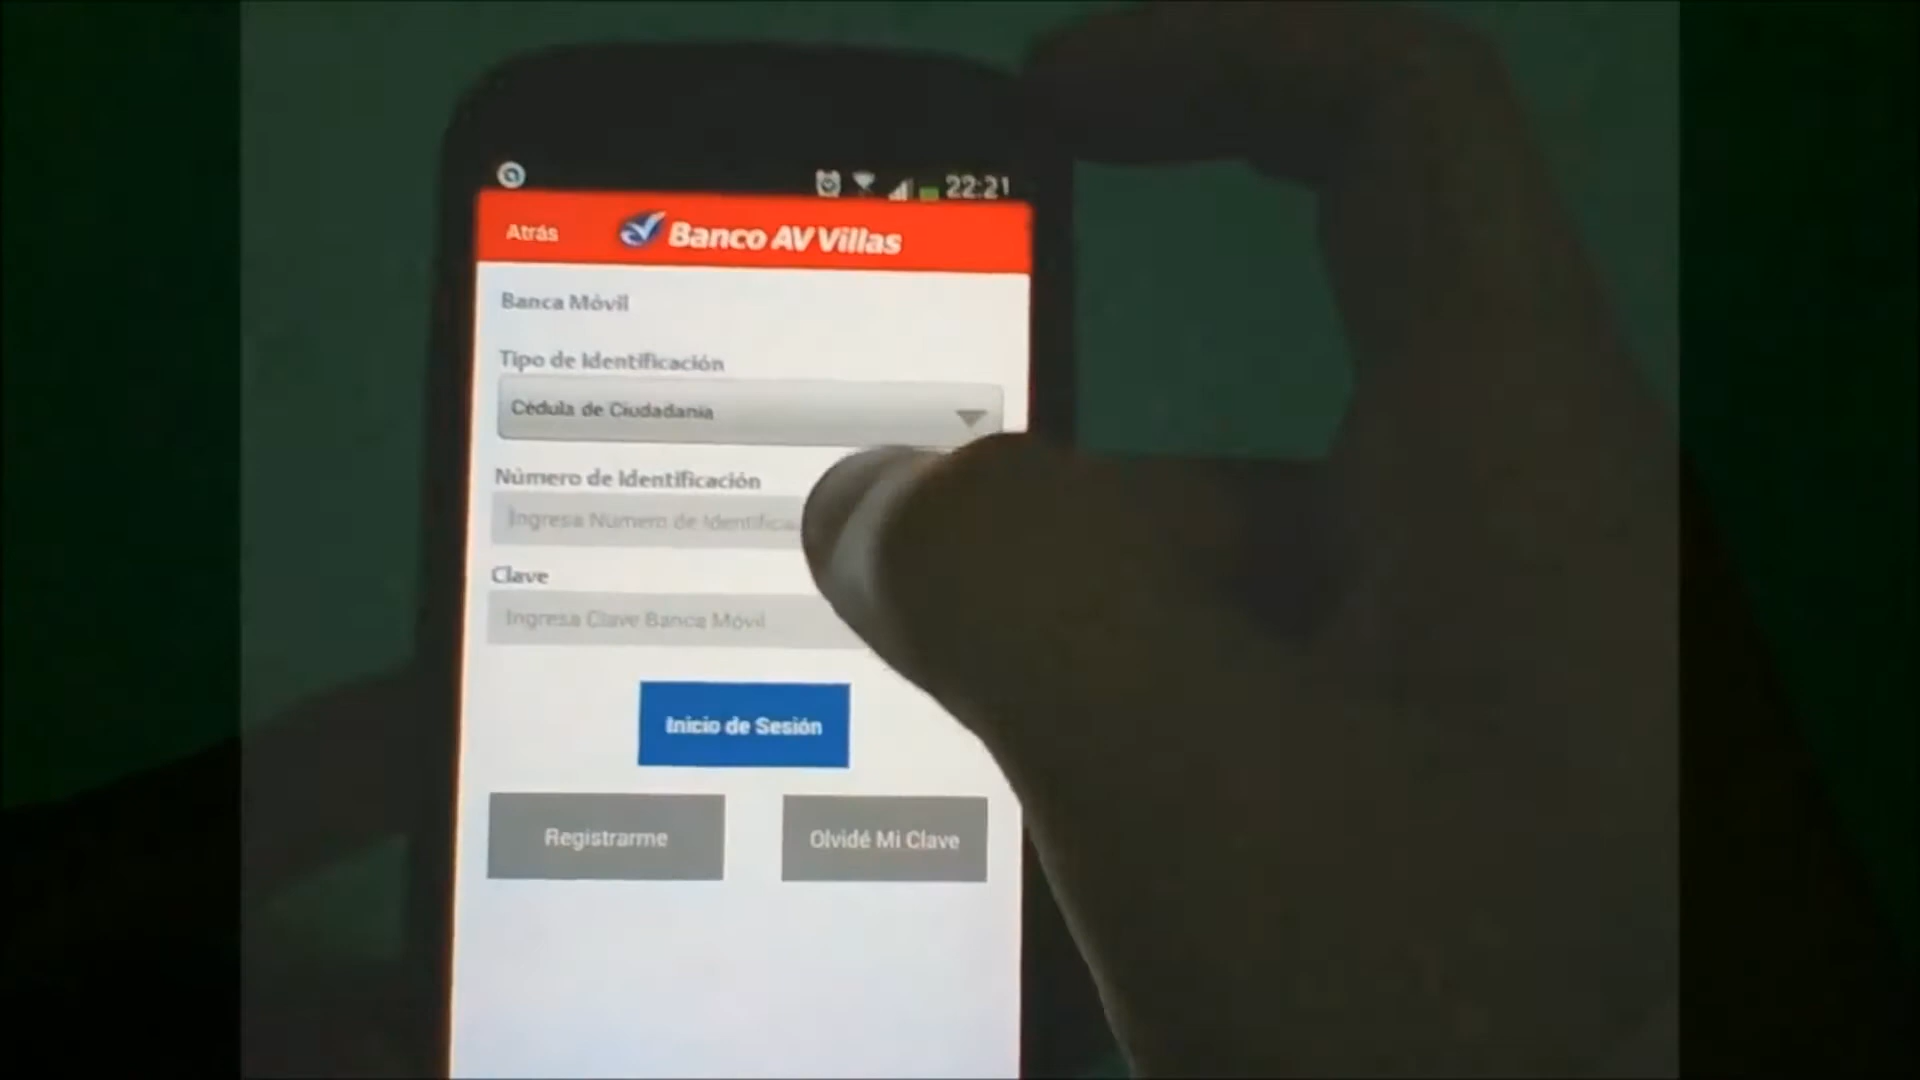 22:21
Atrás
Banco AV Villas
Banca Móvil
Tipo de Identificación
Cédula de Ciudadanía
Número de Identificación
Ingresa Número de Identifica
Clave
Ingresa Clave Banca Móvil
Inicio de Sesión
Registrarme
Olvidé Mi Clave